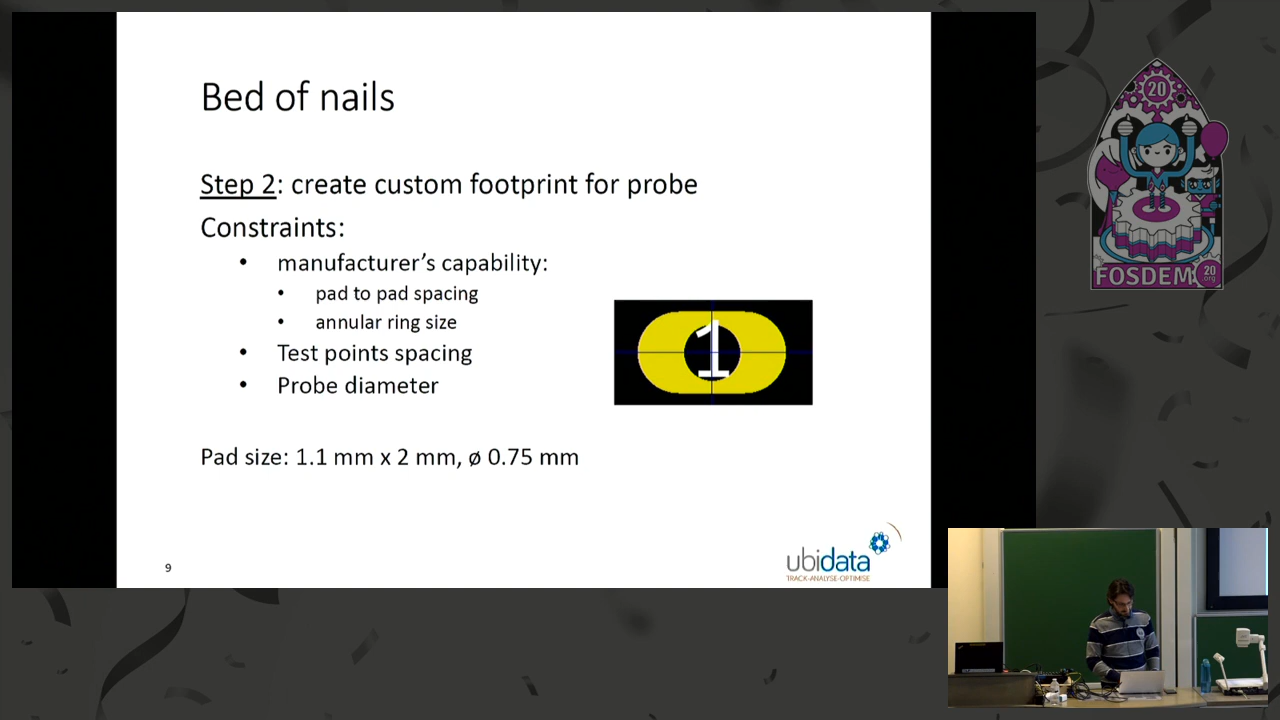 Bed of nails
Step 2: create custom footprint for probe
Constraints:
• manufacturer's capability:
• pad to pad spacing
• annular ring size
• Test points spacing
• Probe diameter
1
Pad size: 1.1 mm x 2 mm, ø 0.75 mm
9
ubidata
TRACK-ANALYSE-OPTIMISE
20
FOSDEM
20
.org